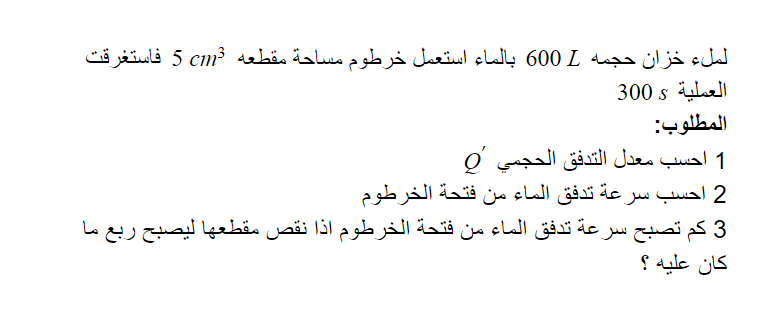 لملء خزان حجمه 600 L بالماء استعمل خرطوم مساحة مقطعه 5 cm³ فاستغرقت
العملية 300 s
المطلوب:
1 احسب معدل التدفق الحجمي Q′
2 احسب سرعة تدفق الماء من فتحة الخرطوم
3 كم تصبح سرعة تدفق الماء من فتحة الخرطوم اذا نقص مقطعها ليصبح ربع ما
كان عليه ؟